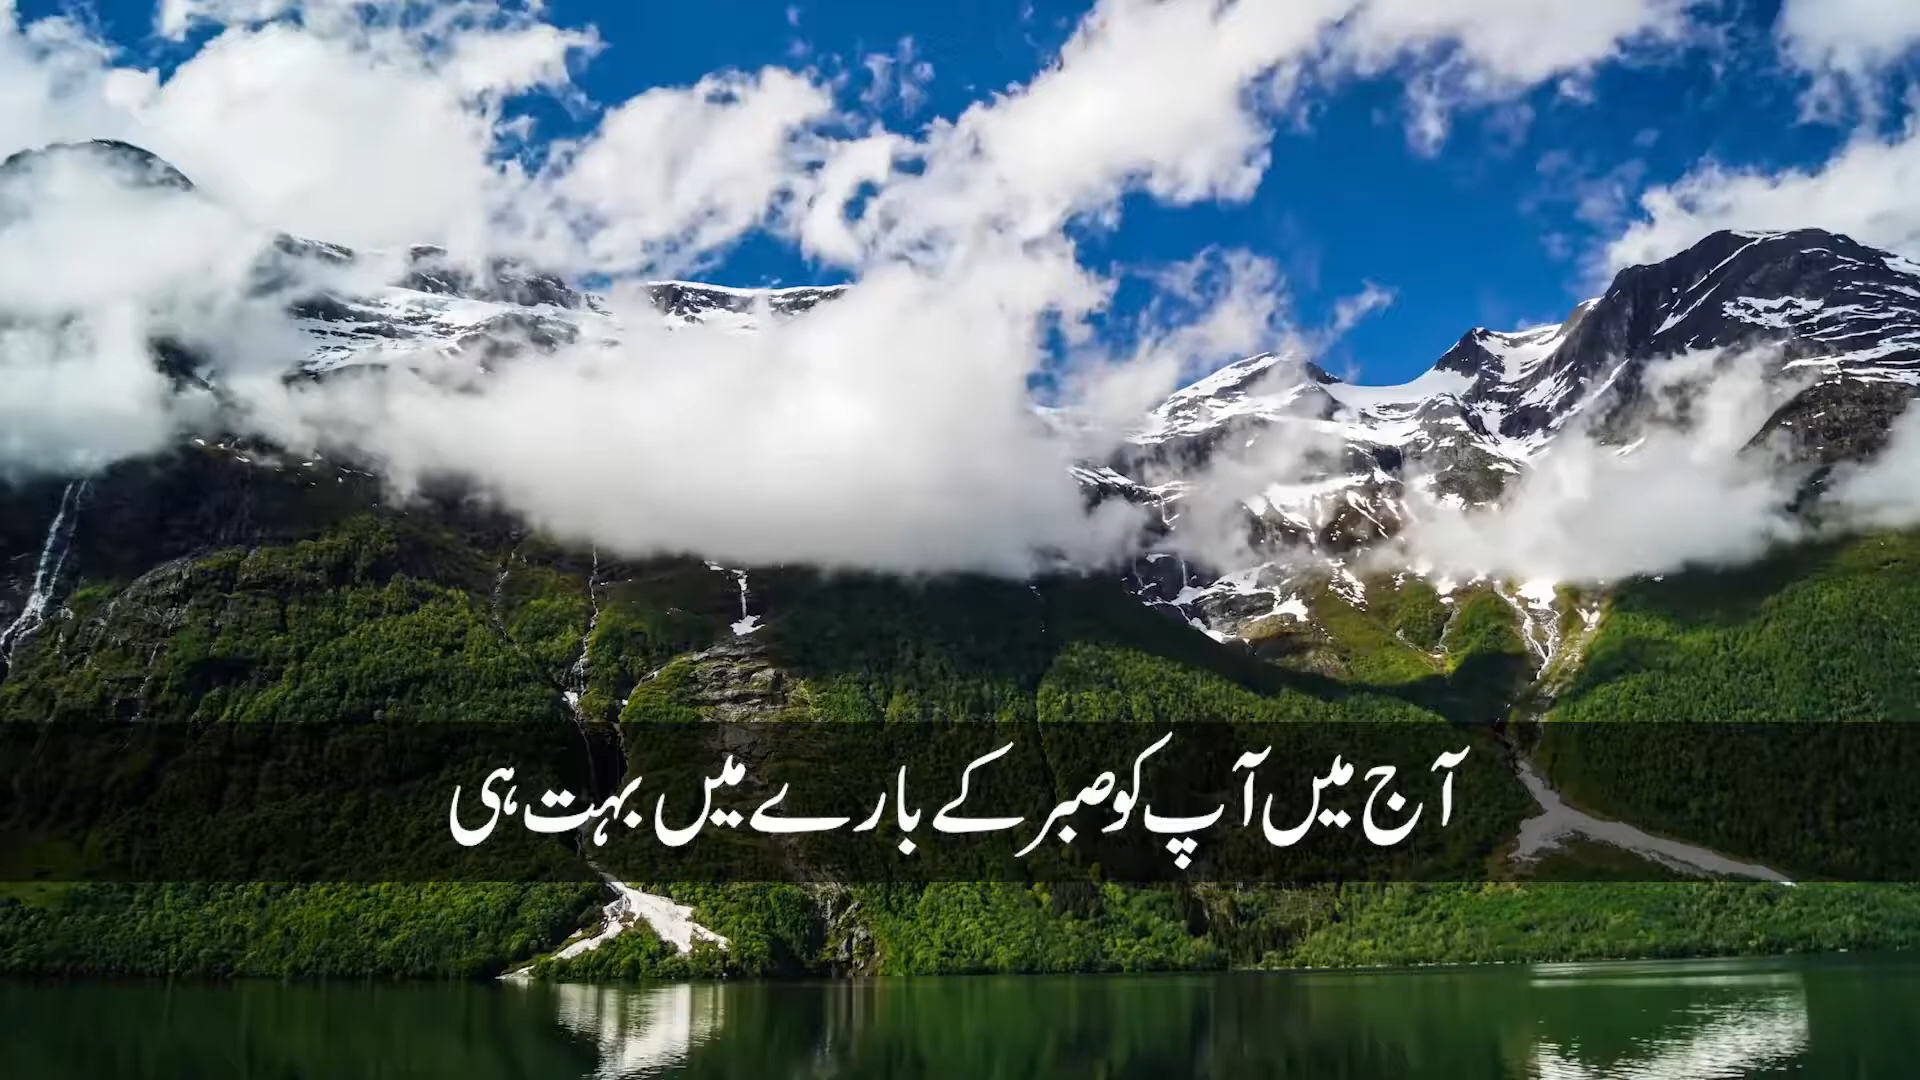 آج میں آپ کو صبر کے بارے میں بہت ہی